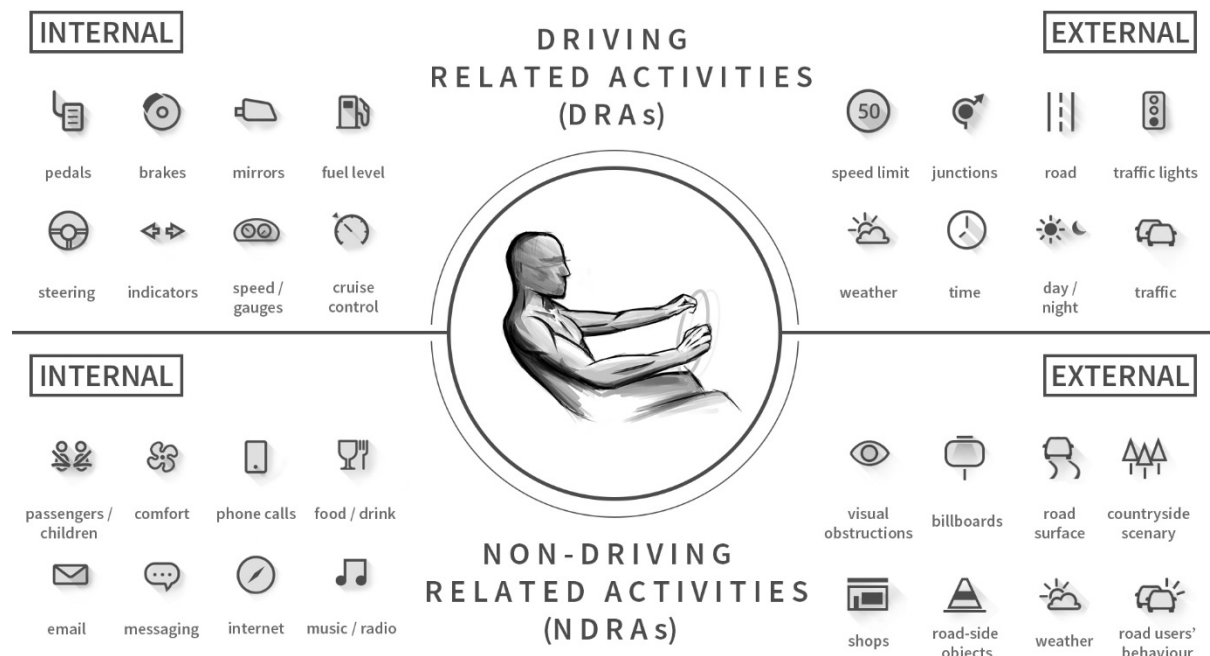 INTERNAL
DRIVING
RELATED ACTIVITIES
(DRAs)
EXTERNAL
pedals
brakes
mirrors
fuel level
50
speed limit
junctions
road
traffic lights
steering
indicators
speed /
gauges
cruise
control
weather
time
day /
night
traffic
INTERNAL
EXTERNAL
passengers /
children
comfort
phone calls
food / drink
visual
obstructions
billboards
road
surface
countryside
scenary
email
messaging
internet
music / radio
NON-DRIVING
RELATED ACTIVITIES
(NDRAs)
shops
road-side
objects
weather
road users'
behaviour